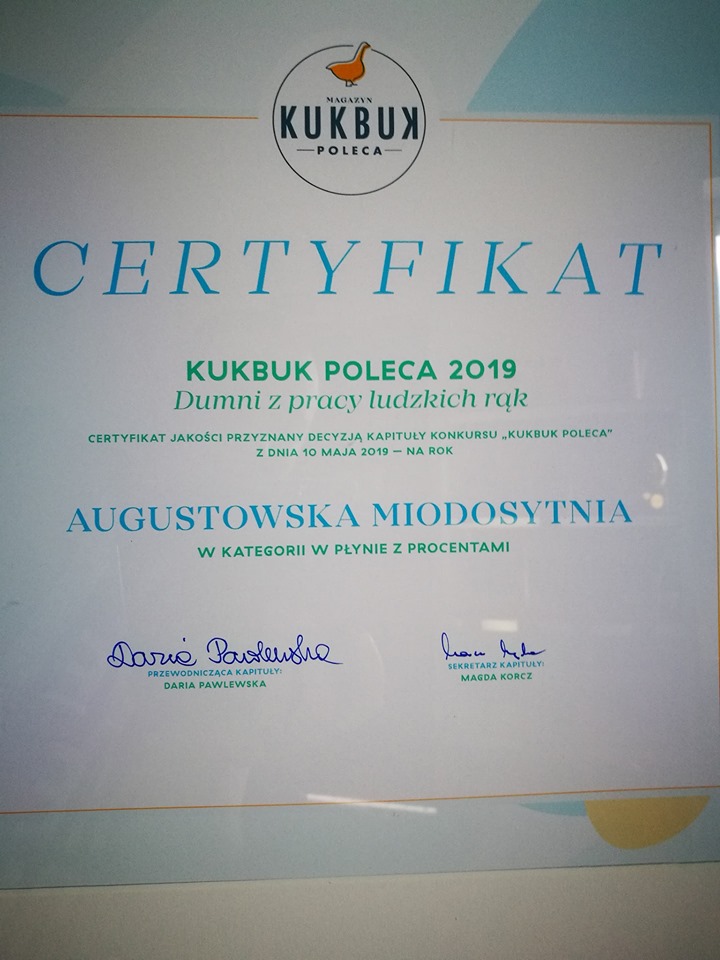 MAGAZYN
KUKBUK
POLECA
CERTYFIKAT
KUKBUK POLECA 2019
Dumni z pracy ludzkich rąk
CERTYFIKAT JAKOŚCI PRZYZNANY DECYZJĄ KAPITUŁY KONKURSU „KUKBUK POLECA"
Z DNIA 10 MAJA 2019 – NA ROK
AUGUSTOWSKA MIODOSYTNIA
W KATEGORII W PŁYNIE Z PROCENTAMI
Daria Pawlewska
PRZEWODNICZĄCA KAPITUŁY:
DARIA PAWLEWSKA
SEKRETARZ KAPITUŁY:
MAGDA KORCZ